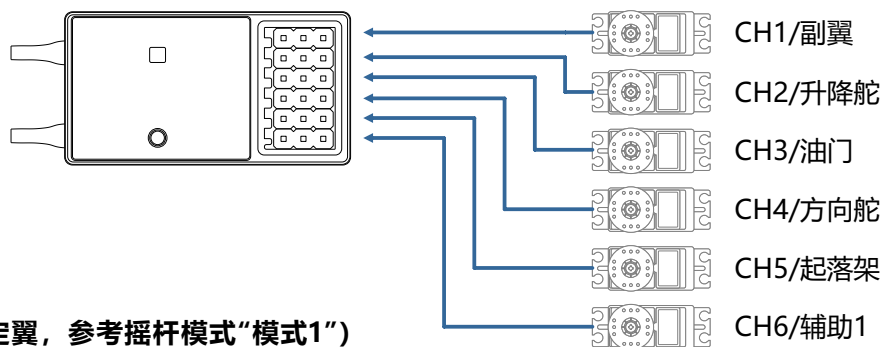 CH1/副翼
CH2/升降舵
CH3/油门
CH4/方向舵
CH5/起落架
CH6/辅助1
翼，参考摇杆模式“模式1”)